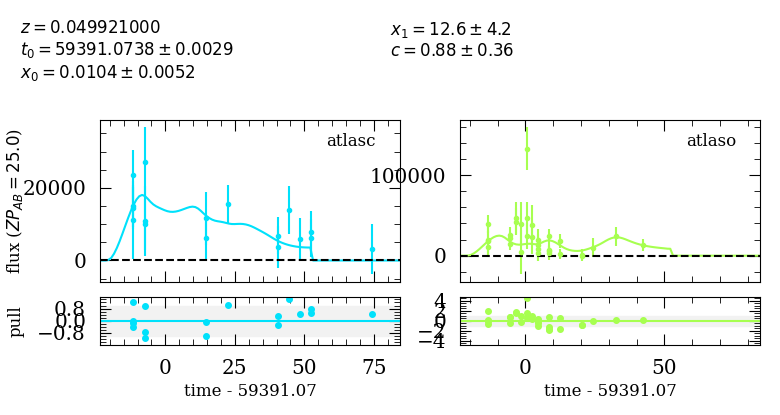 z = 0.049921000
t₀ = 59391.0738 ± 0.0029
x₀ = 0.0104 ± 0.0052
x₁ = 12.6 ± 4.2
c = 0.88 ± 0.36
atlasc
atlaso
flux (ZP_AB = 25.0)
20000
0
100000
0
pull
0.8
0.0
−0.8
4
2
0
−2
−4
0 25 50 75
0 50
time - 59391.07
time - 59391.07